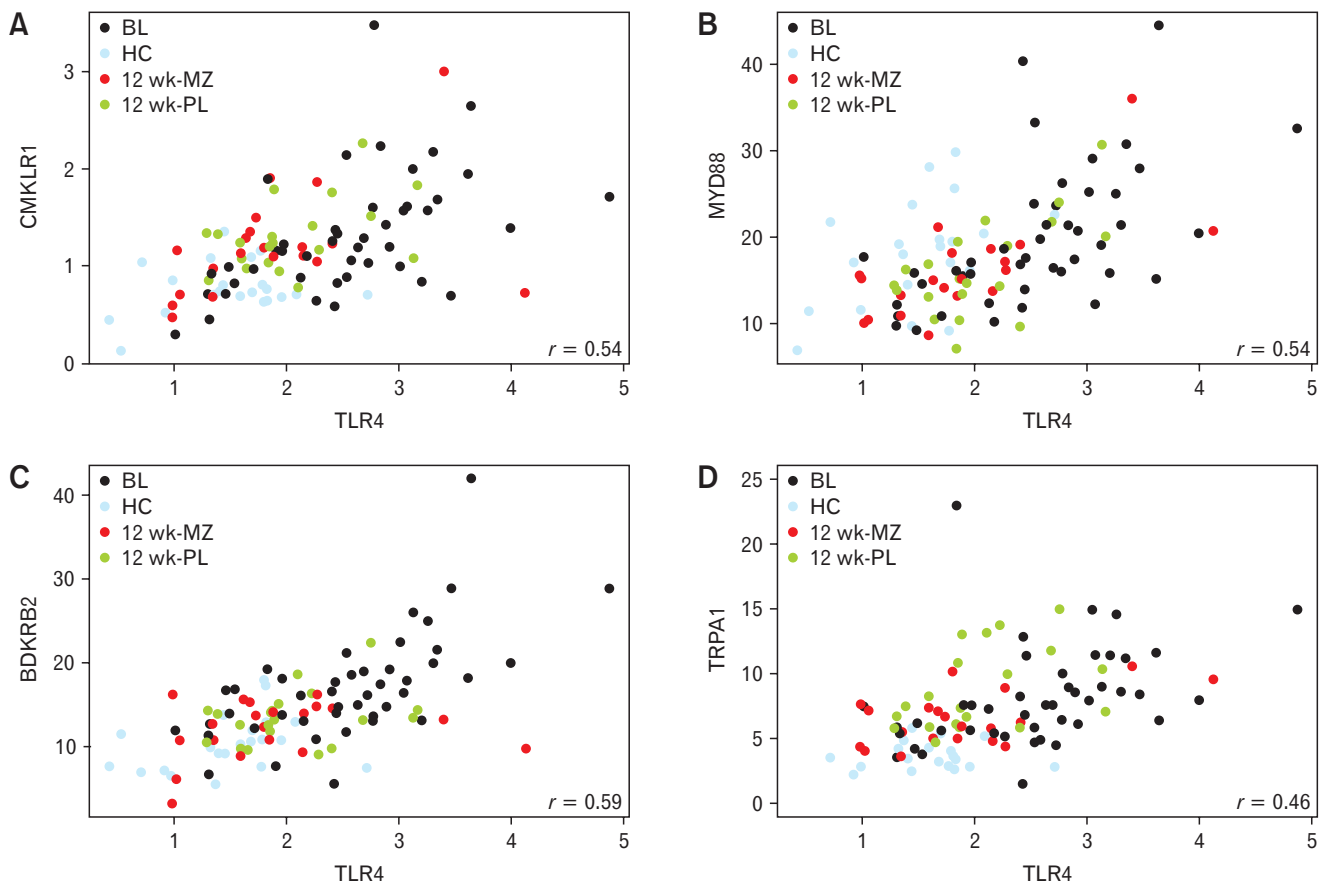 A
BL
HC
12 wk-MZ
12 wk-PL
CMKLR1
3
2
1
0
r = 0.54
1 2 3 4 5
TLR4
B
BL
HC
12 wk-MZ
12 wk-PL
MYD88
40
30
20
10
r = 0.54
1 2 3 4 5
TLR4
C
BL
HC
12 wk-MZ
12 wk-PL
BDKRB2
40
30
20
10
r = 0.59
1 2 3 4 5
TLR4
D
BL
HC
12 wk-MZ
12 wk-PL
TRPA1
25
20
15
10
5
0
r = 0.46
1 2 3 4 5
TLR4